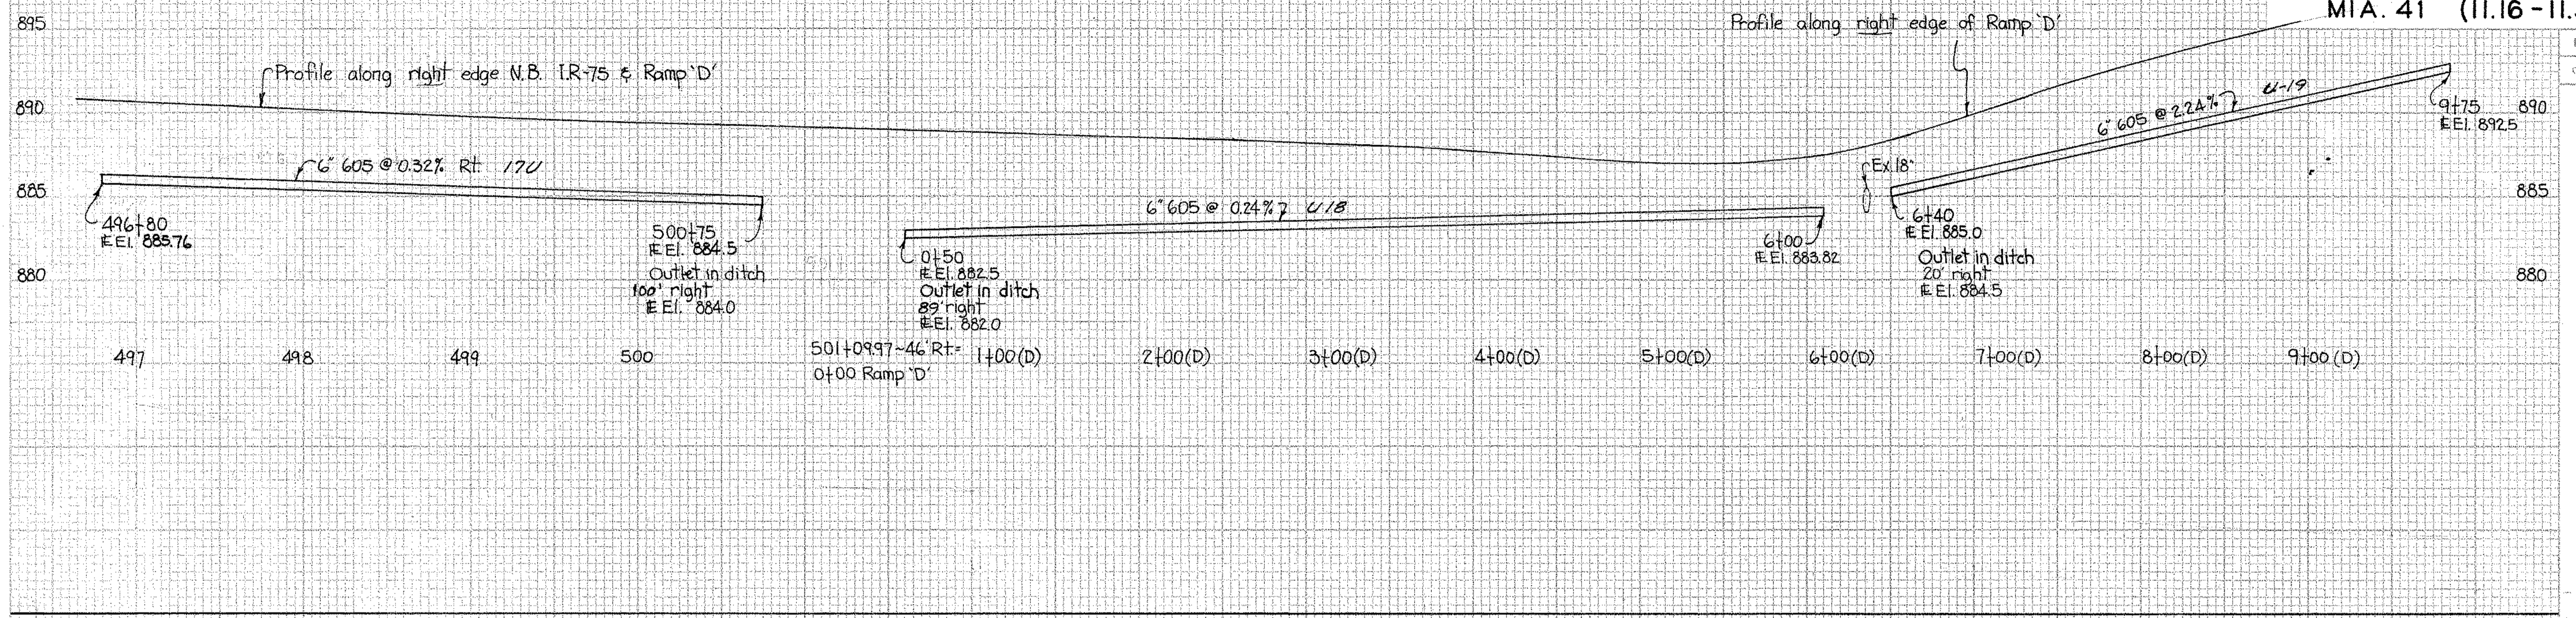 MIA. 41 (11.16-11.
895
Profile along right edge of Ramp 'D'
Profile along right edge N.B. I.R-75 & Ramp 'D'
890
6" 605 @ 2.24% U-19
9+75 890
℄ El. 892.5
6" 605 @ 0.32% Rt. 17U
Ex. 18"
885
885
496+80
℄ El. 885.76
500+75
℄ El. 884.5
Outlet in ditch
100' right
℄ El. 884.0
6" 605 @ 0.24% U18
0+50
℄ El. 882.5
Outlet in ditch
89' right
℄ El. 882.0
6+00
℄ El. 883.82
6+40
℄ El. 885.0
Outlet in ditch
20' right
℄ El. 884.5
880
880
497 498 499 500 501+09.97~46' Rt.= 1+00(D) 2+00(D) 3+00(D) 4+00(D) 5+00(D) 6+00(D) 7+00(D) 8+00(D) 9+00(D)
0+00 Ramp 'D'